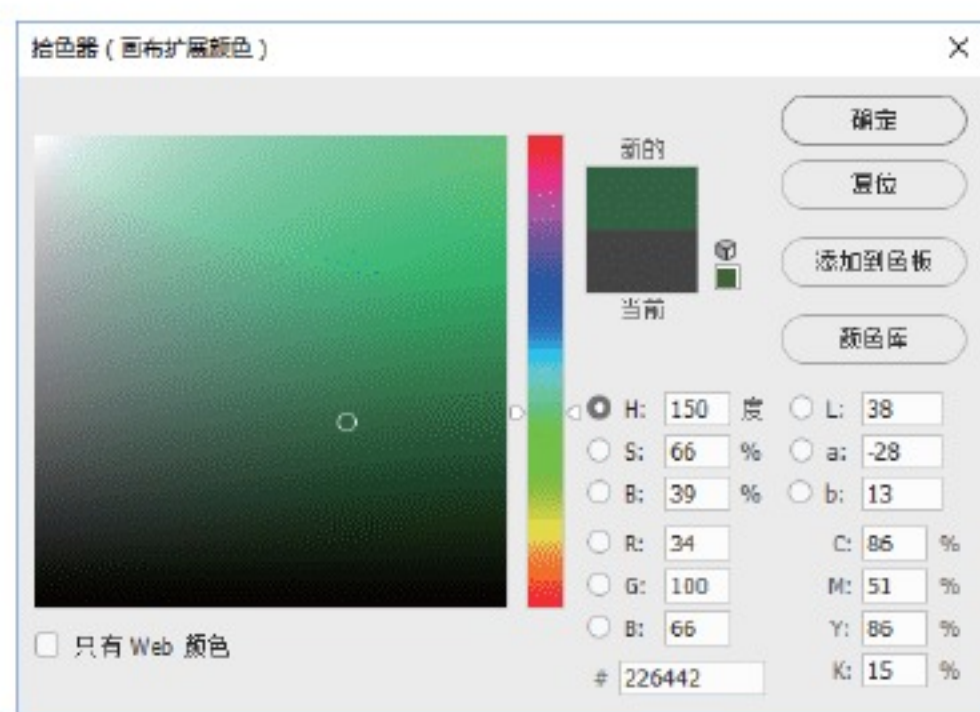 拾色器（画布扩展颜色）
确定
新的
复位
添加到色板
当前
颜色库
H: 150 度
L: 38
S: 66 %
a: -28
B: 39 %
b: 13
R: 34
C: 86 %
G: 100
M: 51 %
B: 66
Y: 86 %
只有 Web 颜色
# 226442
K: 15 %